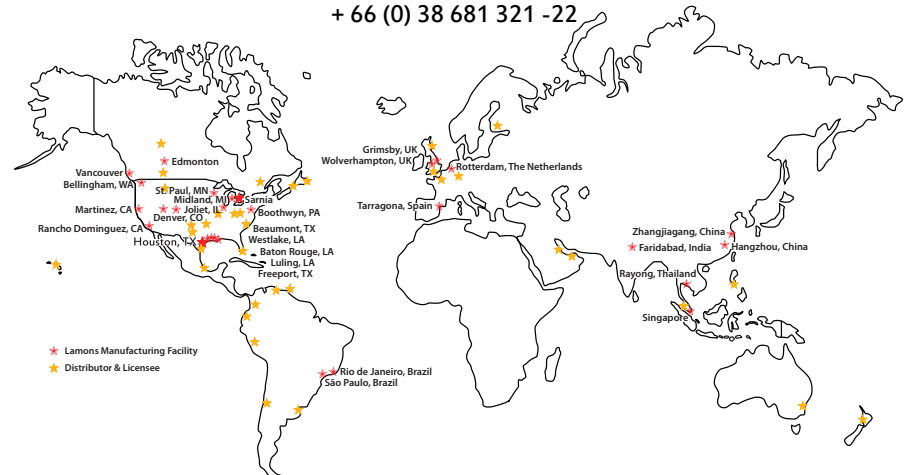 + 66 (0) 38 681 321 -22
Grimsby, UK
Wolverhampton, UK
Rotterdam, The Netherlands
Edmonton
Vancouver
Bellingham, WA
St. Paul, MN
Midland, MI
Sarnia
Martinez, CA
Joliet, IL
Boothwyn, PA
Denver, CO
Tarragona, Spain
Rancho Dominguez, CA
Beaumont, TX
Houston, TX
Westlake, LA
Baton Rouge, LA
Luling, LA
Freeport, TX
Zhangjiagang, China
Faridabad, India
Hangzhou, China
Rayong, Thailand
Singapore
Lamons Manufacturing Facility
Distributor & Licensee
Rio de Janeiro, Brazil
São Paulo, Brazil